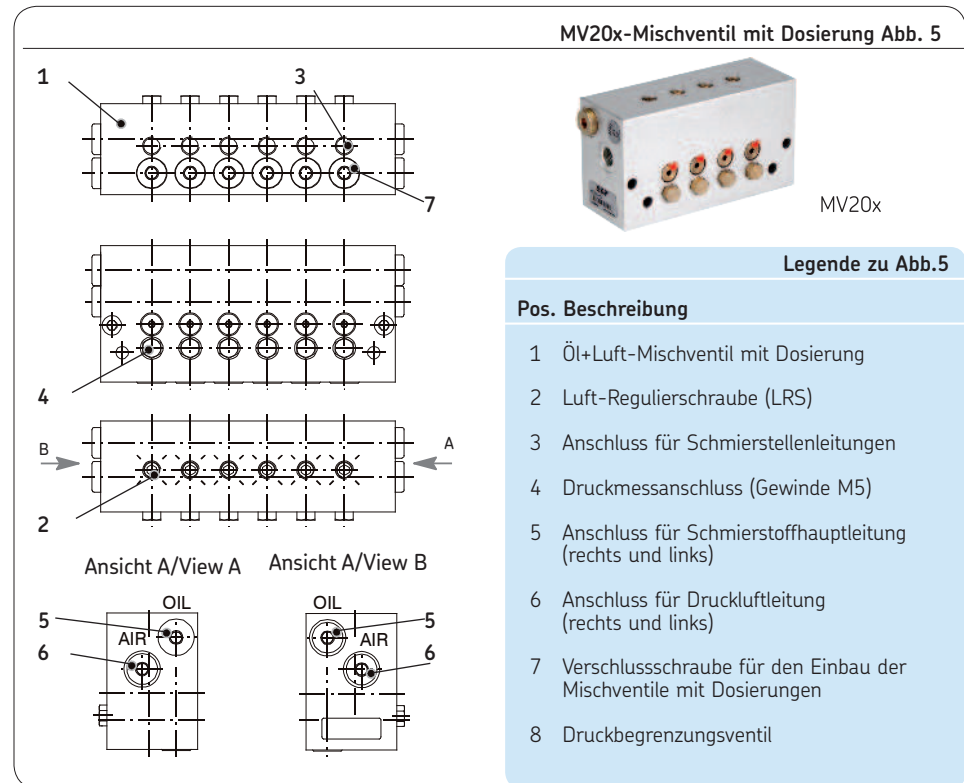 MV20x-Mischventil mit Dosierung Abb. 5
1
3
7
4
B
A
2
MV20x
Legende zu Abb.5
Pos. Beschreibung
1 Öl+Luft-Mischventil mit Dosierung
2 Luft-Regulierschraube (LRS)
3 Anschluss für Schmierstellenleitungen
4 Druckmessanschluss (Gewinde M5)
5 Anschluss für Schmierstoffhauptleitung
(rechts und links)
6 Anschluss für Druckluftleitung
(rechts und links)
7 Verschlussschraube für den Einbau der
Mischventile mit Dosierungen
8 Druckbegrenzungsventil
Ansicht A/View A
Ansicht A/View B
OIL
5
AIR
6
OIL
5
AIR
6
SKF